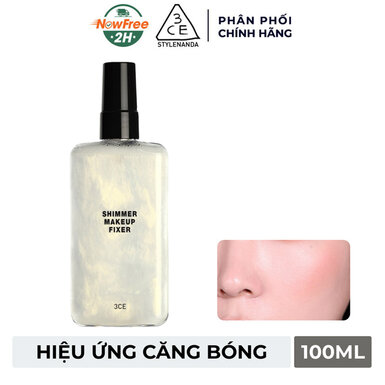 NowFree
2H
3CE
STYLENANDA
PHÂN PHỐI
CHÍNH HÃNG
SHIMMER
MAKEUP
FIXER
3CE
HIỆU ỨNG CĂNG BÓNG
100ML